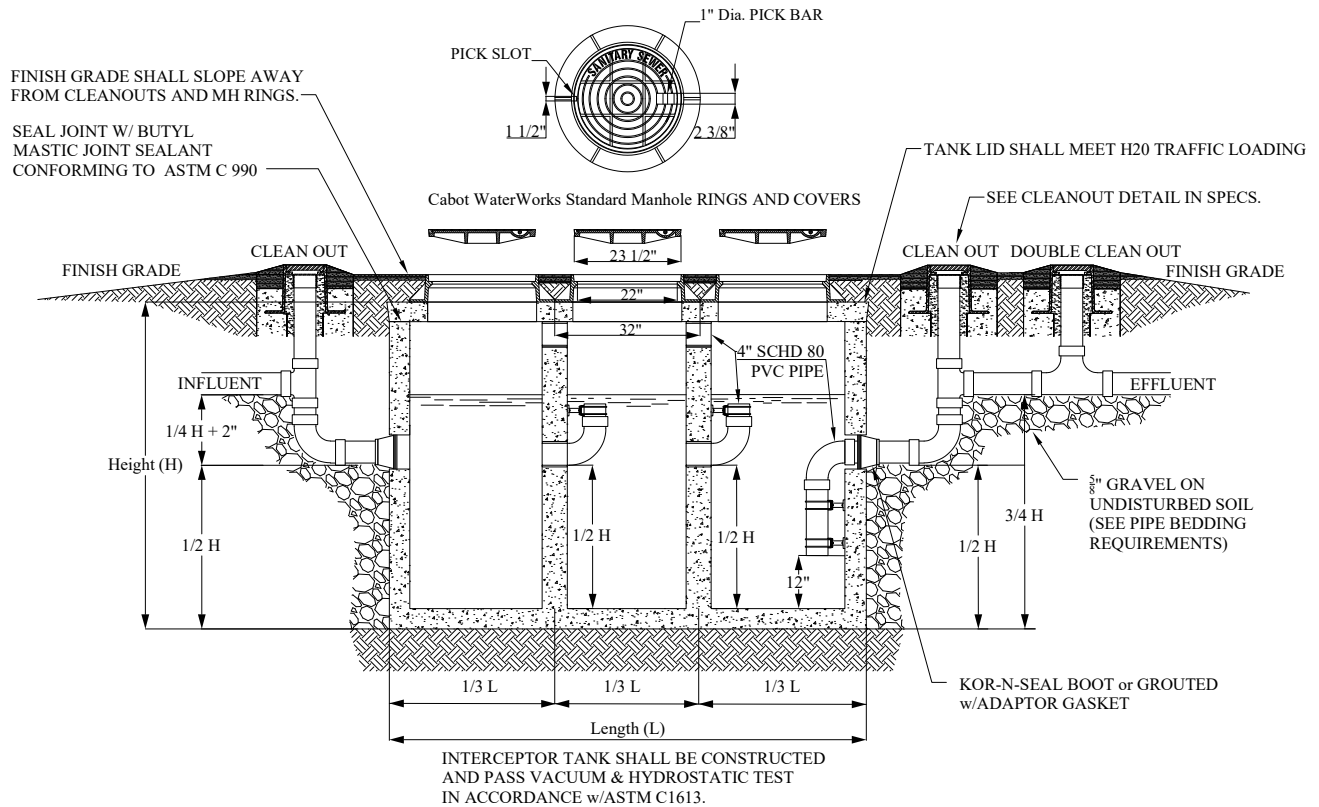 1" Dia. PICK BAR
PICK SLOT
SANITARY SEWER
FINISH GRADE SHALL SLOPE AWAY
FROM CLEANOUTS AND MH RINGS.
1 1/2"
2 3/8"
SEAL JOINT W/ BUTYL
MASTIC JOINT SEALANT
CONFORMING TO ASTM C 990
TANK LID SHALL MEET H20 TRAFFIC LOADING
Cabot WaterWorks Standard Manhole RINGS AND COVERS
SEE CLEANOUT DETAIL IN SPECS.
CLEAN OUT
CLEAN OUT
DOUBLE CLEAN OUT
23 1/2"
FINISH GRADE
FINISH GRADE
22"
32"
4" SCHD 80
PVC PIPE
INFLUENT
EFFLUENT
1/4 H + 2"
Height (H)
1/2 H
1/2 H
1/2 H
12"
1/2 H
3/4 H
5/8" GRAVEL ON
UNDISTURBED SOIL
(SEE PIPE BEDDING
REQUIREMENTS)
1/3 L
1/3 L
1/3 L
KOR-N-SEAL BOOT or GROUTED
w/ADAPTOR GASKET
Length (L)
INTERCEPTOR TANK SHALL BE CONSTRUCTED
AND PASS VACUUM & HYDROSTATIC TEST
IN ACCORDANCE w/ASTM C1613.